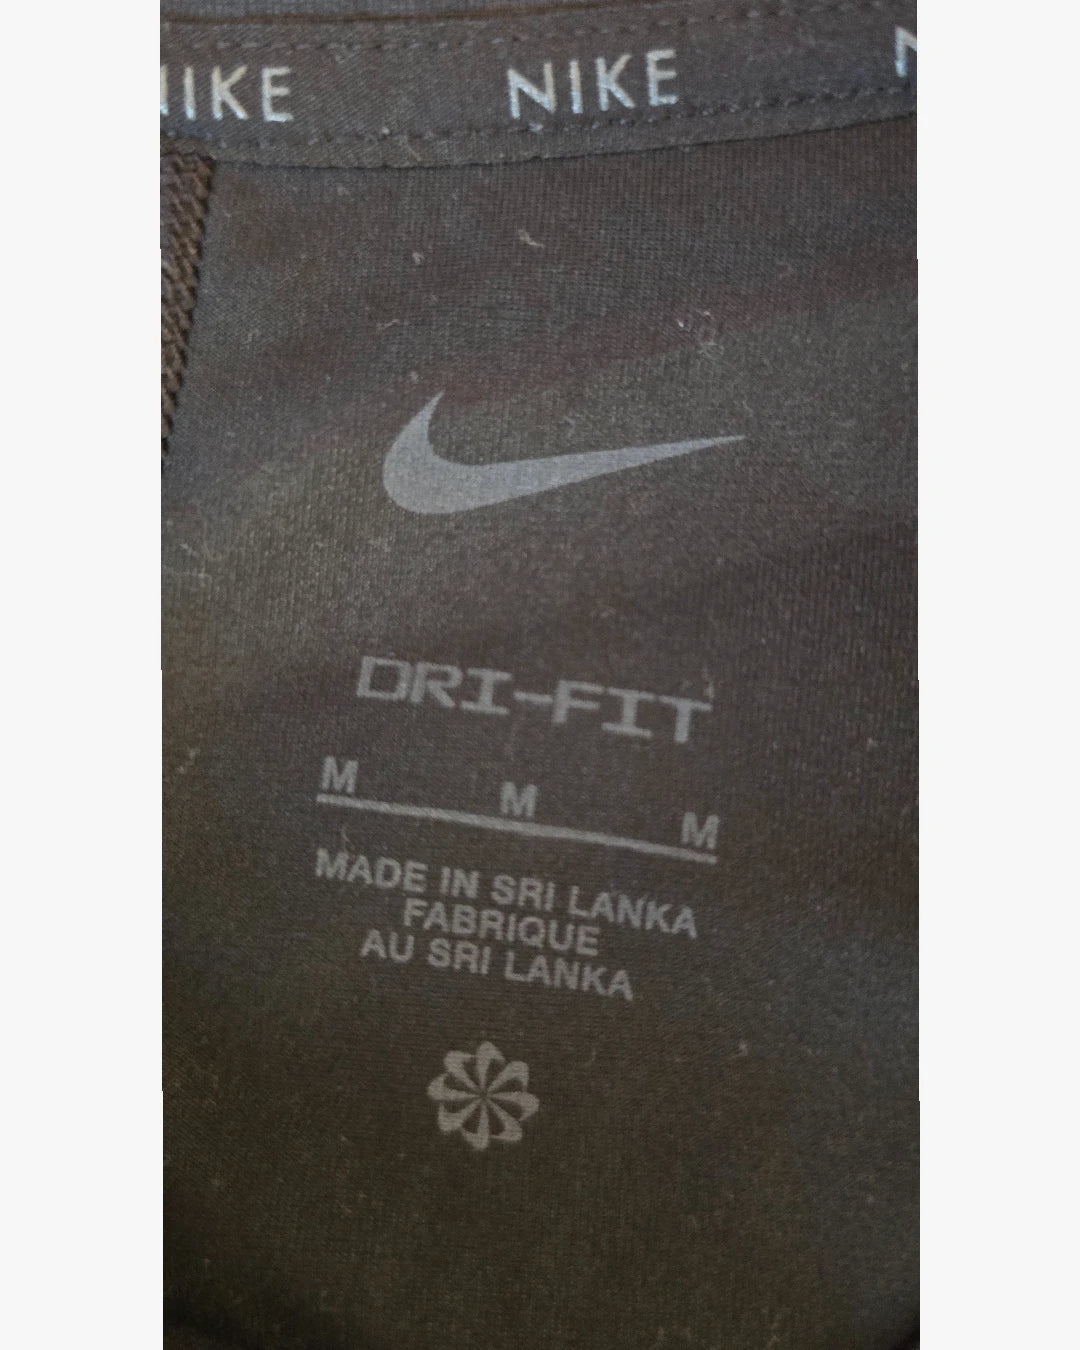 NIKE NIKE N
DRI-FIT
M M M
MADE IN SRI LANKA
FABRIQUE
AU SRI LANKA